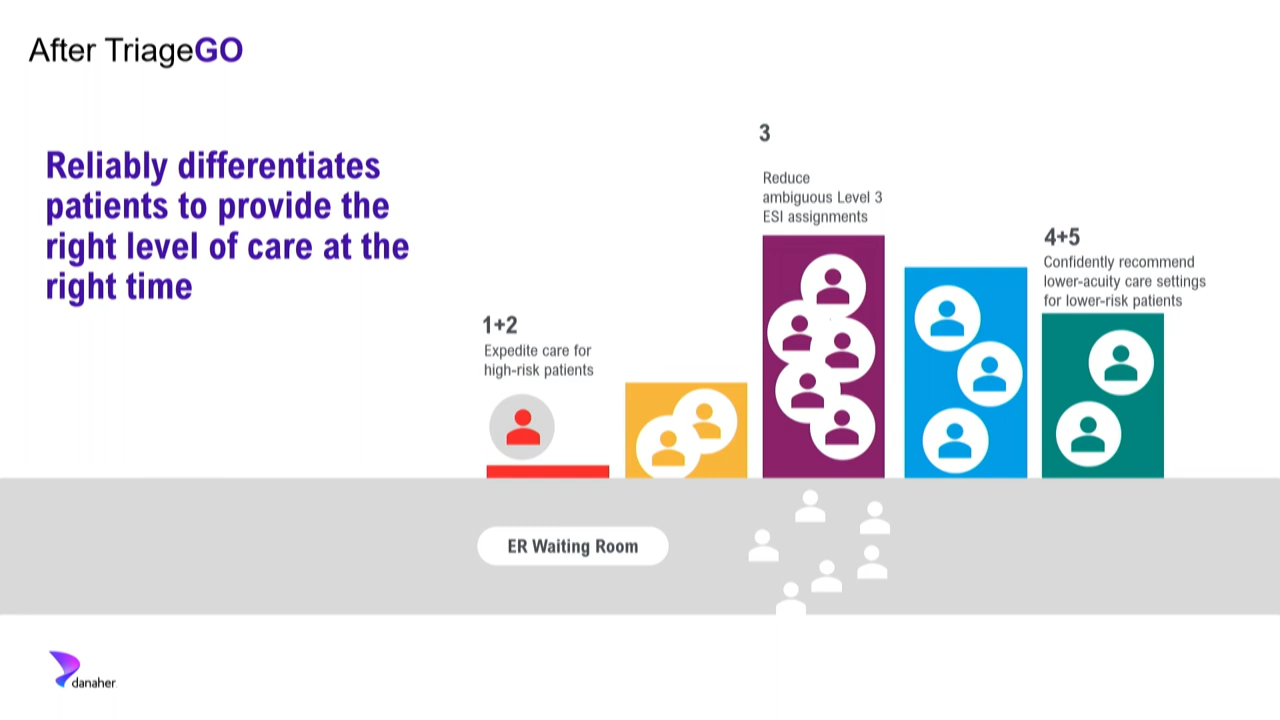 After TriageGO
Reliably differentiates
patients to provide the
right level of care at the
right time
1+2
Expedite care for
high-risk patients
3
Reduce
ambiguous Level 3
ESI assignments
4+5
Confidently recommend
lower-acuity care settings
for lower-risk patients
ER Waiting Room
danaher